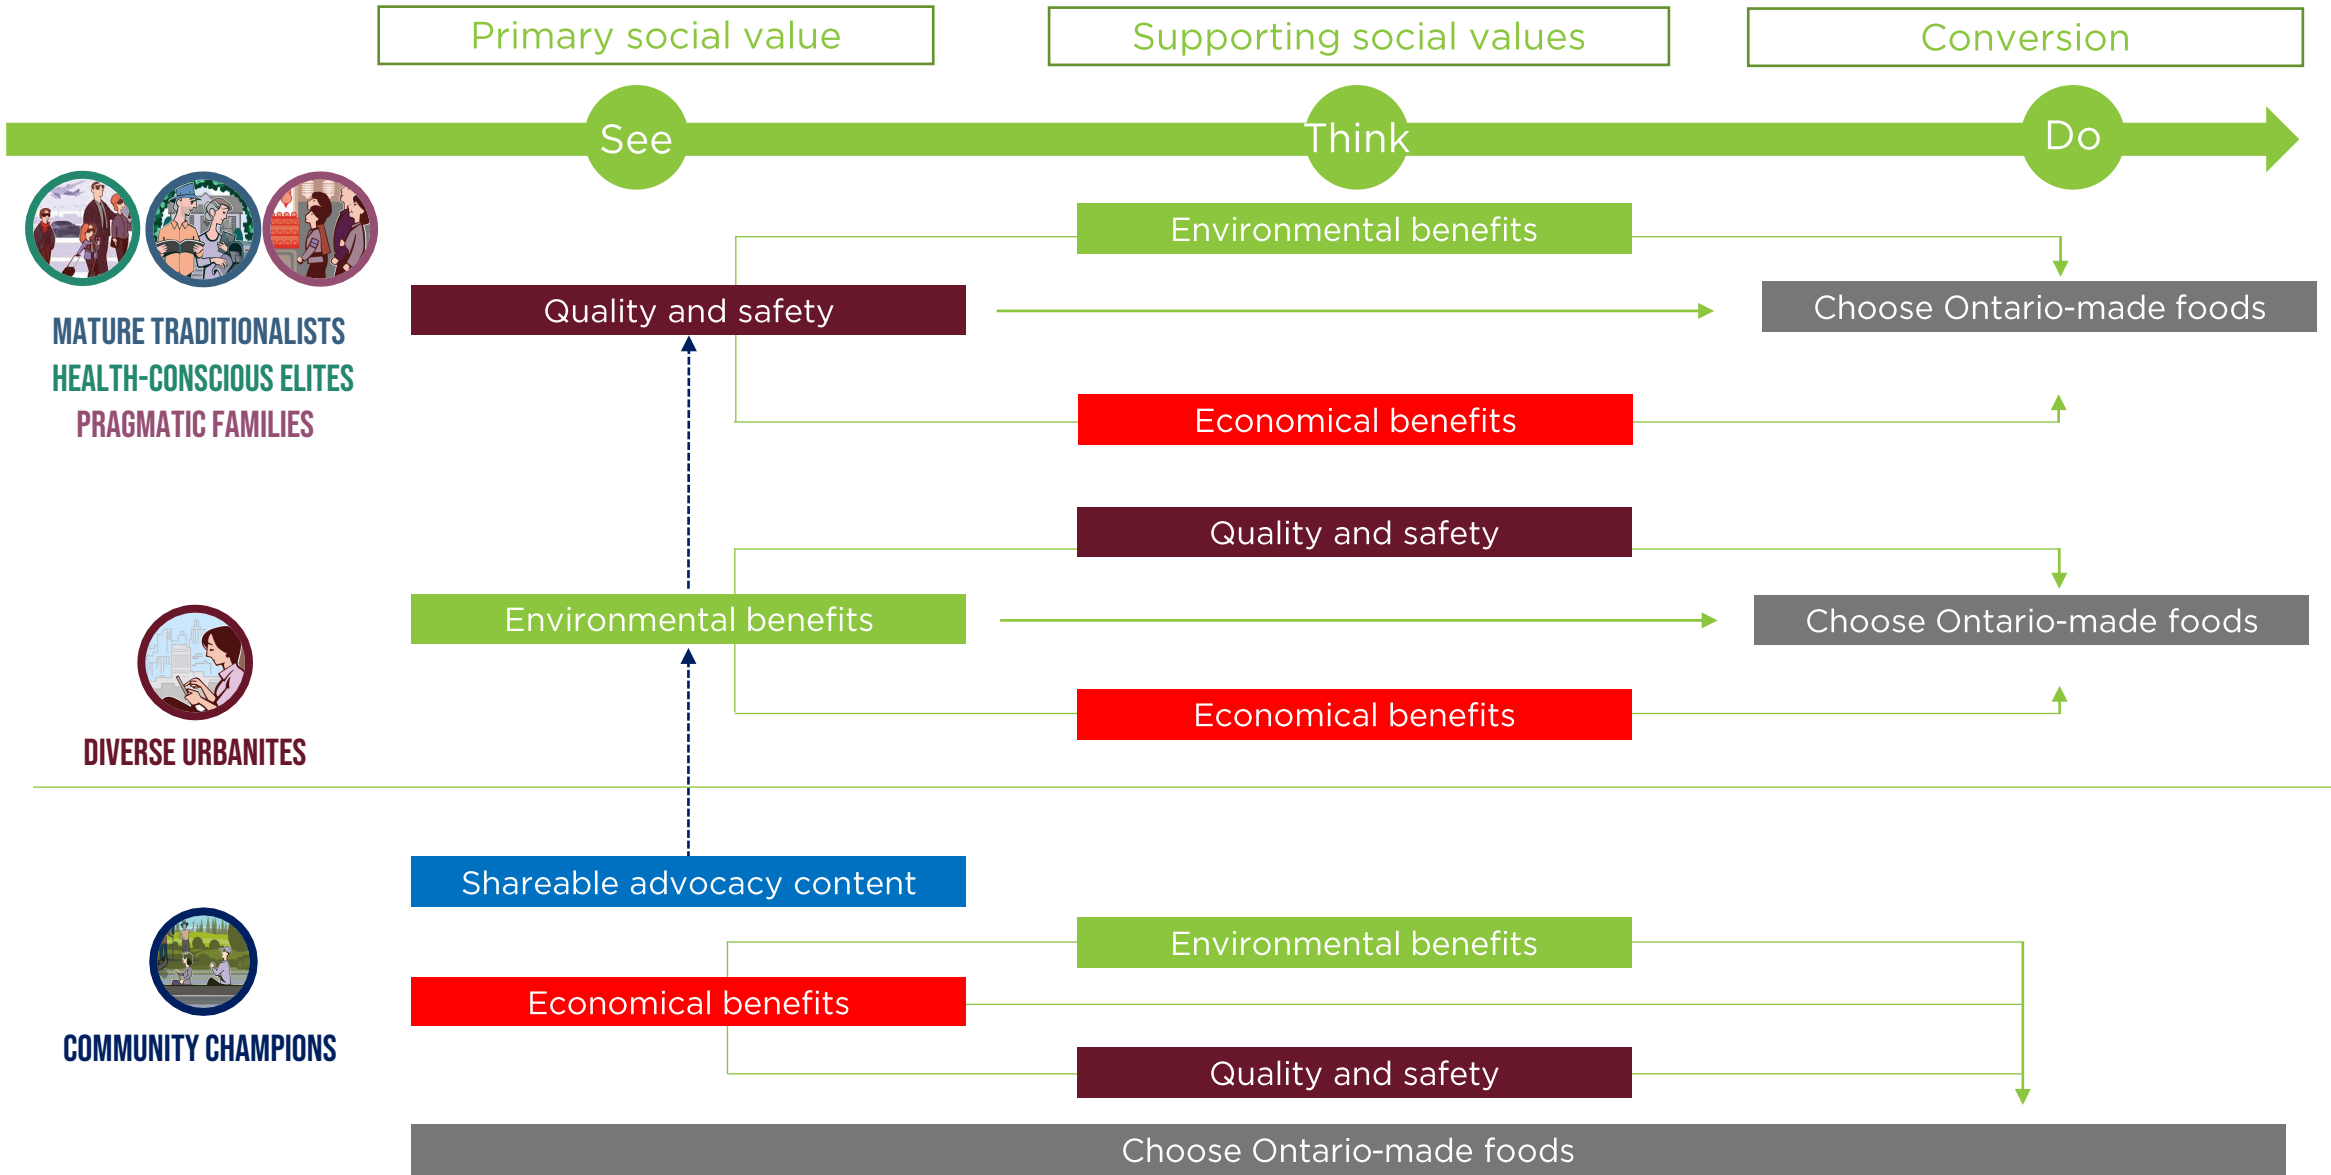 Primary social value
Supporting social values
Conversion
See
Think
Do
Environmental benefits
Quality and safety
Choose Ontario-made foods
MATURE TRADITIONALISTS
HEALTH-CONSCIOUS ELITES
PRAGMATIC FAMILIES
Economical benefits
Quality and safety
Environmental benefits
Choose Ontario-made foods
Economical benefits
DIVERSE URBANITES
Shareable advocacy content
Environmental benefits
Economical benefits
COMMUNITY CHAMPIONS
Quality and safety
Choose Ontario-made foods